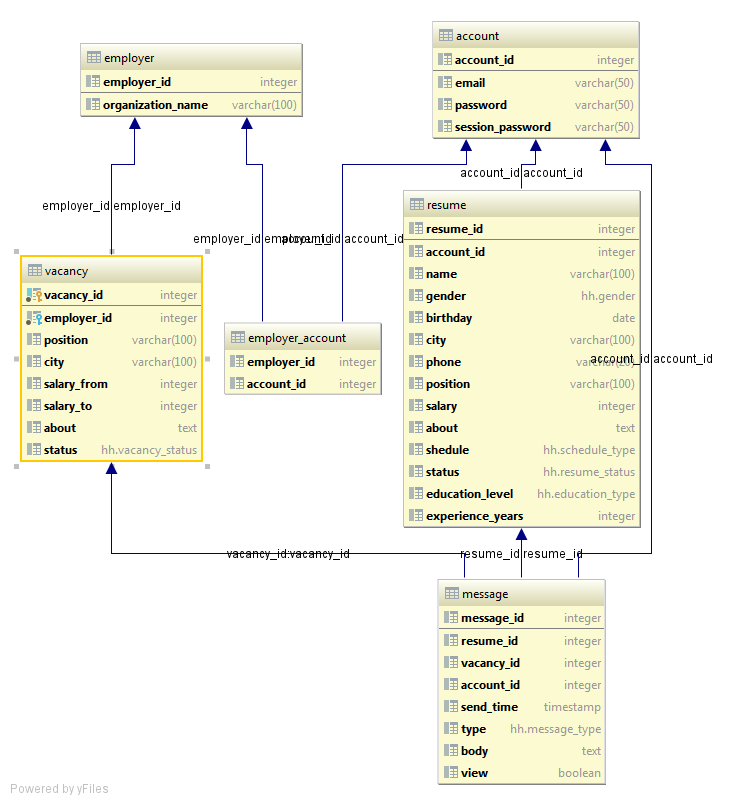 employer
employer_id integer
organization_name varchar(100)
account
account_id integer
email varchar(50)
password varchar(50)
session_password varchar(50)
account_id:account_id
employer_id:employer_id
employer_id:employer_id
account_id:account_id
resume
resume_id integer
account_id integer
name varchar(100)
gender hh.gender
birthday date
city varchar(100)
phone
position varchar(100)
salary integer
about text
shedule hh.schedule_type
status hh.resume_status
education_level hh.education_type
experience_years integer
account_id:account_id
vacancy
vacancy_id integer
employer_id integer
position varchar(100)
city varchar(100)
salary_from integer
salary_to integer
about text
status hh.vacancy_status
employer_account
employer_id integer
account_id integer
vacancy_id:vacancy_id
resume_id:resume_id
message
message_id integer
resume_id integer
vacancy_id integer
account_id integer
send_time timestamp
type hh.message_type
body text
view boolean
Powered by yFiles